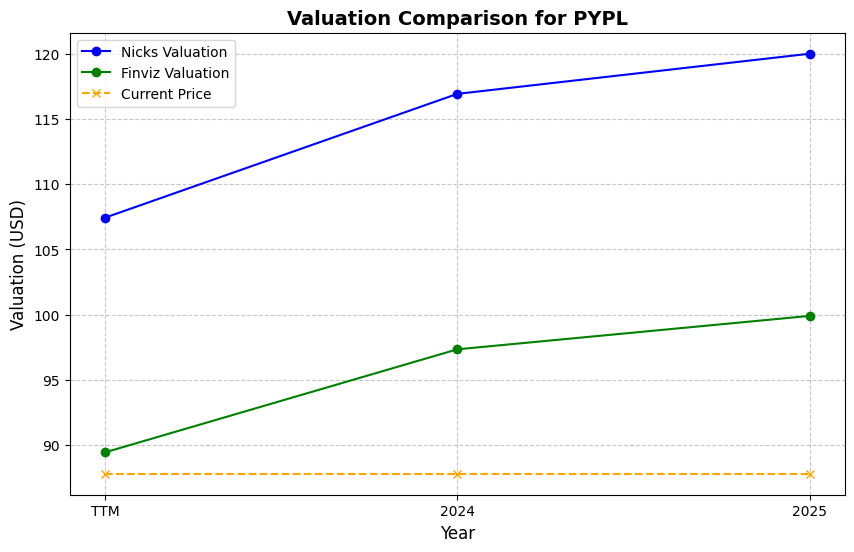 Valuation Comparison for PYPL
Nicks Valuation
Finviz Valuation
Current Price
Valuation (USD)
120
115
110
105
100
95
90
TTM
2024
2025
Year